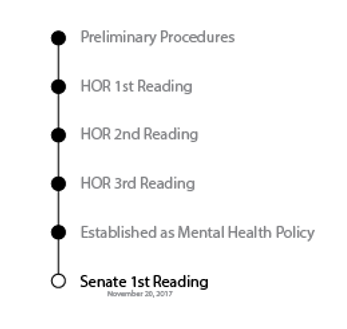 Preliminary Procedures
HOR 1st Reading
HOR 2nd Reading
HOR 3rd Reading
Established as Mental Health Policy
Senate 1st Reading
November 20, 2017